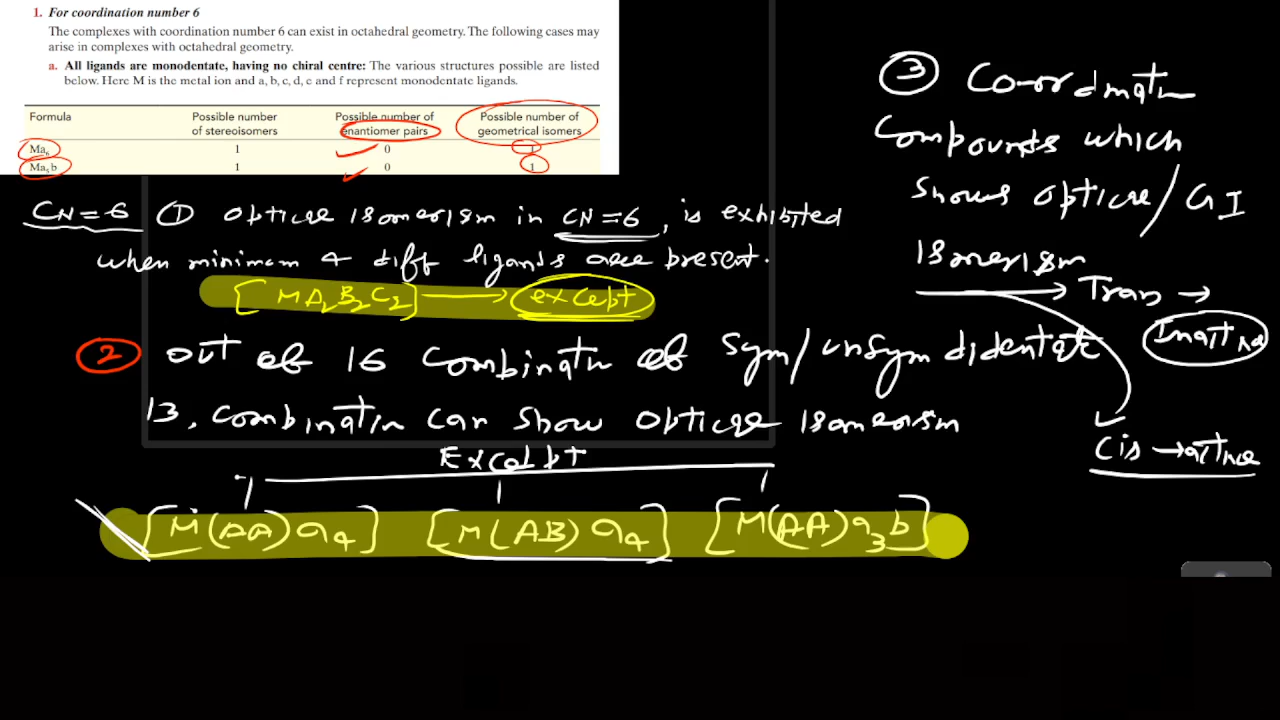 1. For coordination number 6
The complexes with coordination number 6 can exist in octahedral geometry. The following cases may
arise in complexes with octahedral geometry.
a. All ligands are monodentate, having no chiral centre: The various structures possible are listed
below. Here M is the metal ion and a, b, c, d, e and f represent monodentate ligands.
Formula Possible number of stereoisomers Possible number of enantiomer pairs Possible number of geometrical isomers
Ma₆ 1 0 1
Ma₅b 1 0 1
CN=6 ① optical isomerism in CN=6, is exhibited
when minimum 4 diff ligands are present.
[MA₂B₂C₂] → except
② out of 16 combinatn of sym/unsym didentate
13, combinatin can show optical isomerism
Except
[M(AA)a₄] [M(AB)a₄] [M(AA)a₃b]
③ Co-ordinatn
Compounds which
shows optical/GI
Isomerism
→ Tran →
Inactive
Cis → active